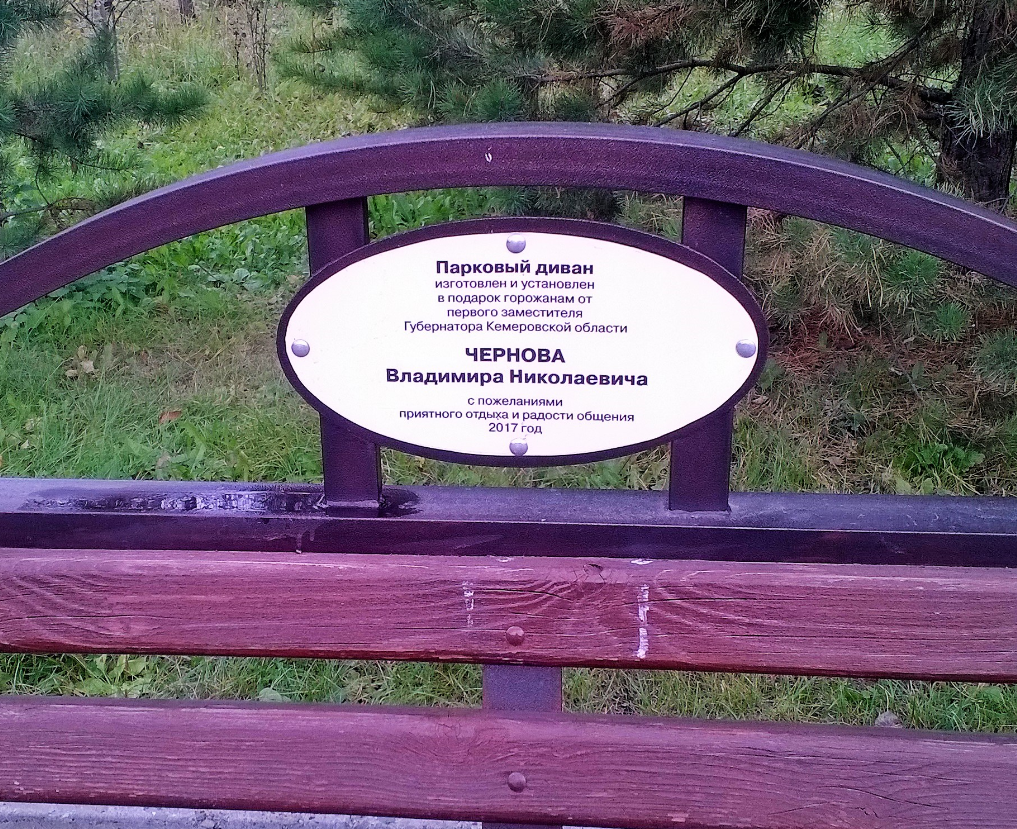 Парковый диван
изготовлен и установлен
в подарок горожанам от
первого заместителя
Губернатора Кемеровской области
ЧЕРНОВА
Владимира Николаевича
с пожеланиями
приятного отдыха и радости общения
2017 год